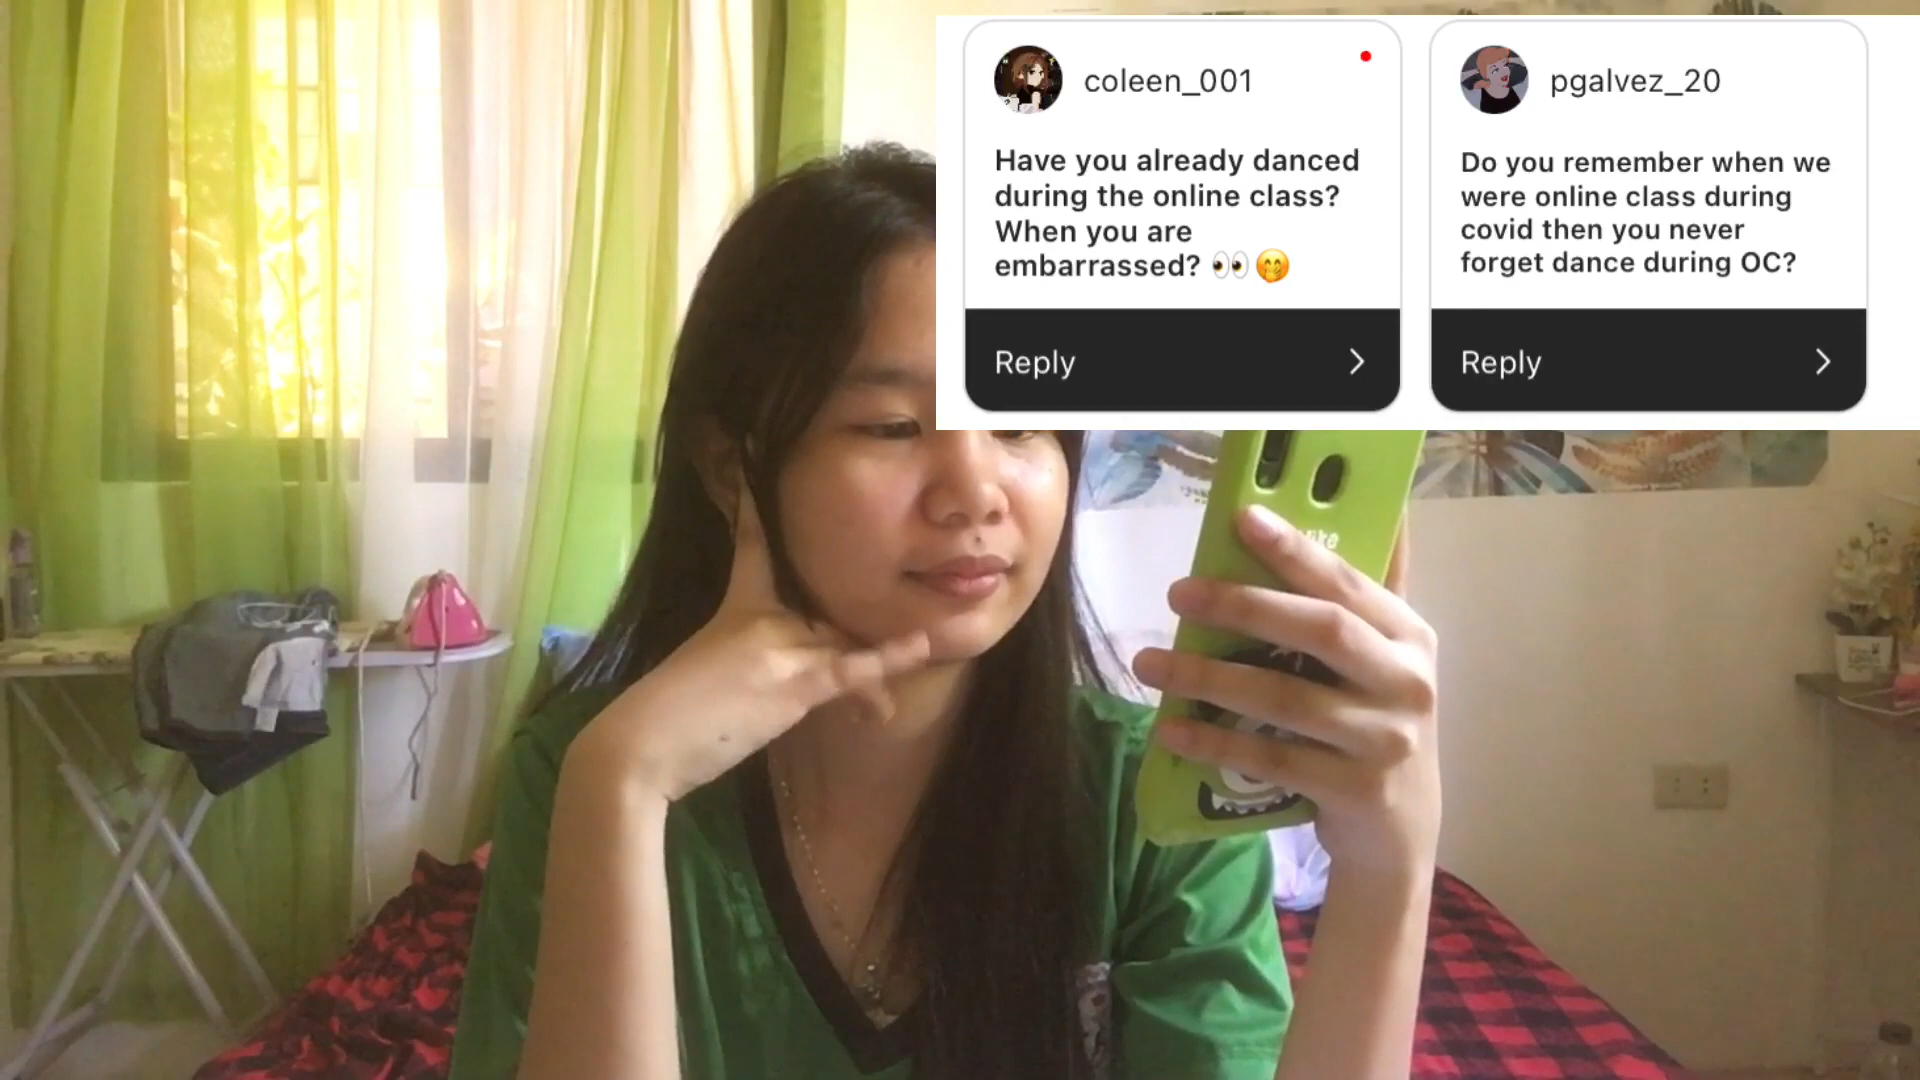 coleen_001
Have you already danced
during the online class?
When you are
embarrassed? 👀🤭
Reply
pgalvez_20
Do you remember when we
were online class during
covid then you never
forget dance during OC?
Reply